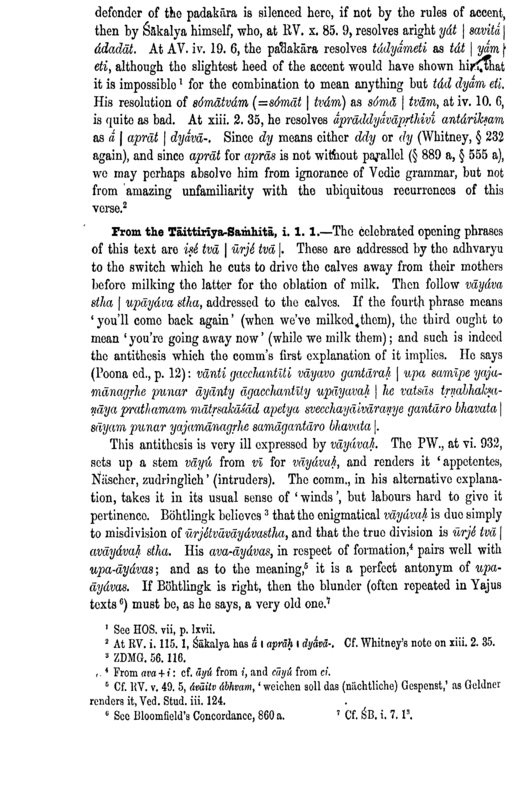 defender of the padakāra is silenced here, if not by the rules of accent,
then by Śākalya himself, who, at RV. x. 85. 9, resolves aright yát | savitā́ |
ádadāt. At AV. iv. 19. 6, the padakāra resolves tádyā́meti as tát | yā́m |
eti, although the slightest heed of the accent would have shown him that
it is impossible¹ for the combination to mean anything but tád dyā́m eti.
His resolution of sómātvám (=sómāt | tvám) as sómā | tvām, at iv. 10. 6,
is quite as bad. At xiii. 2. 35, he resolves ā́prāddyā́vāpṛthivī́ antárikṣam
as ā́ | aprāt | dyā́vā-. Since dy means either ddy or dy (Whitney, § 232
again), and since aprāt for aprās is not without parallel (§ 889 a, § 555 a),
we may perhaps absolve him from ignorance of Vedic grammar, but not
from amazing unfamiliarity with the ubiquitous recurrences of this
verse.²
From the Tāittirīya-Saṁhitā, i. 1. 1.—The celebrated opening phrases
of this text are iṣé tvā | ūrjé tvā |. These are addressed by the adhvaryu
to the switch which he cuts to drive the calves away from their mothers
before milking the latter for the oblation of milk. Then follow vāyáva
stha | upāyáva stha, addressed to the calves. If the fourth phrase means
‘you'll come back again’ (when we've milked them), the third ought to
mean ‘you're going away now’ (while we milk them); and such is indeed
the antithesis which the comm's first explanation of it implies. He says
(Poona ed., p. 12): vānti gacchantīti vāyavo gantāraḥ | upa samīpe yaja-
mānagṛhe punar āyānty āgacchantīty upāyavaḥ | he vatsās tṛṇabhakṣa-
ṇāya prathamam mātṛsakāśād apetya svecchayāivāraṇye gantāro bhavata |
sāyam punar yajamānagṛhe samāgantāro bhavata |.
This antithesis is very ill expressed by vāyávaḥ. The PW., at vi. 932,
sets up a stem vāyú from vī for vāyávaḥ, and renders it ‘appetentes,
Näscher, zudringlich’ (intruders). The comm., in his alternative explana-
tion, takes it in its usual sense of ‘winds’, but labours hard to give it
pertinence. Böhtlingk believes³ that the enigmatical vāyávaḥ is due simply
to misdivision of ūrjétvāvāyávastha, and that the true division is ūrjé tvā |
avāyávaḥ stha. His ava-āyávas, in respect of formation,⁴ pairs well with
upa-āyávas; and as to the meaning,⁵ it is a perfect antonym of upa-
āyávas. If Böhtlingk is right, then the blunder (often repeated in Yajus
texts⁶) must be, as he says, a very old one.⁷
¹ See HOS. vii, p. lxvii.
² At RV. i. 115. 1, Śākalya has ā́ । aprāḥ । dyā́vā-. Cf. Whitney's note on xiii. 2. 35.
³ ZDMG. 56. 116.
⁴ From ava + i: cf. āyú from i, and cāyú from ci.
⁵ Cf. RV. v. 49. 5, ávāitv ábhvam, ‘weichen soll das (nächtliche) Gespenst,’ as Geldner
renders it, Ved. Stud. iii. 124.
⁶ See Bloomfield's Concordance, 860 a. ⁷ Cf. ŚB. i. 7. 1³.